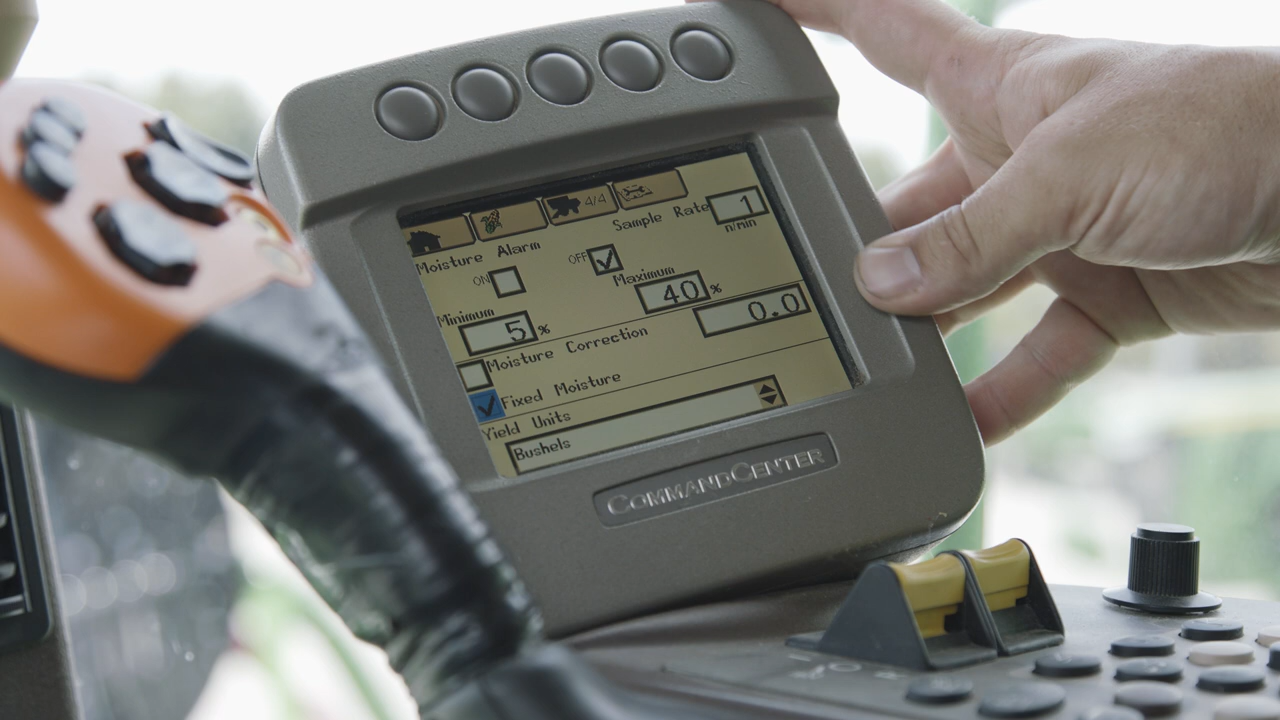 4/4
Sample Rate 1
n/min
Moisture Alarm
ON OFF
Minimum Maximum
5 % 40 %
Moisture Correction 0.0
Fixed Moisture
Yield Units
Bushels
COMMANDCENTER